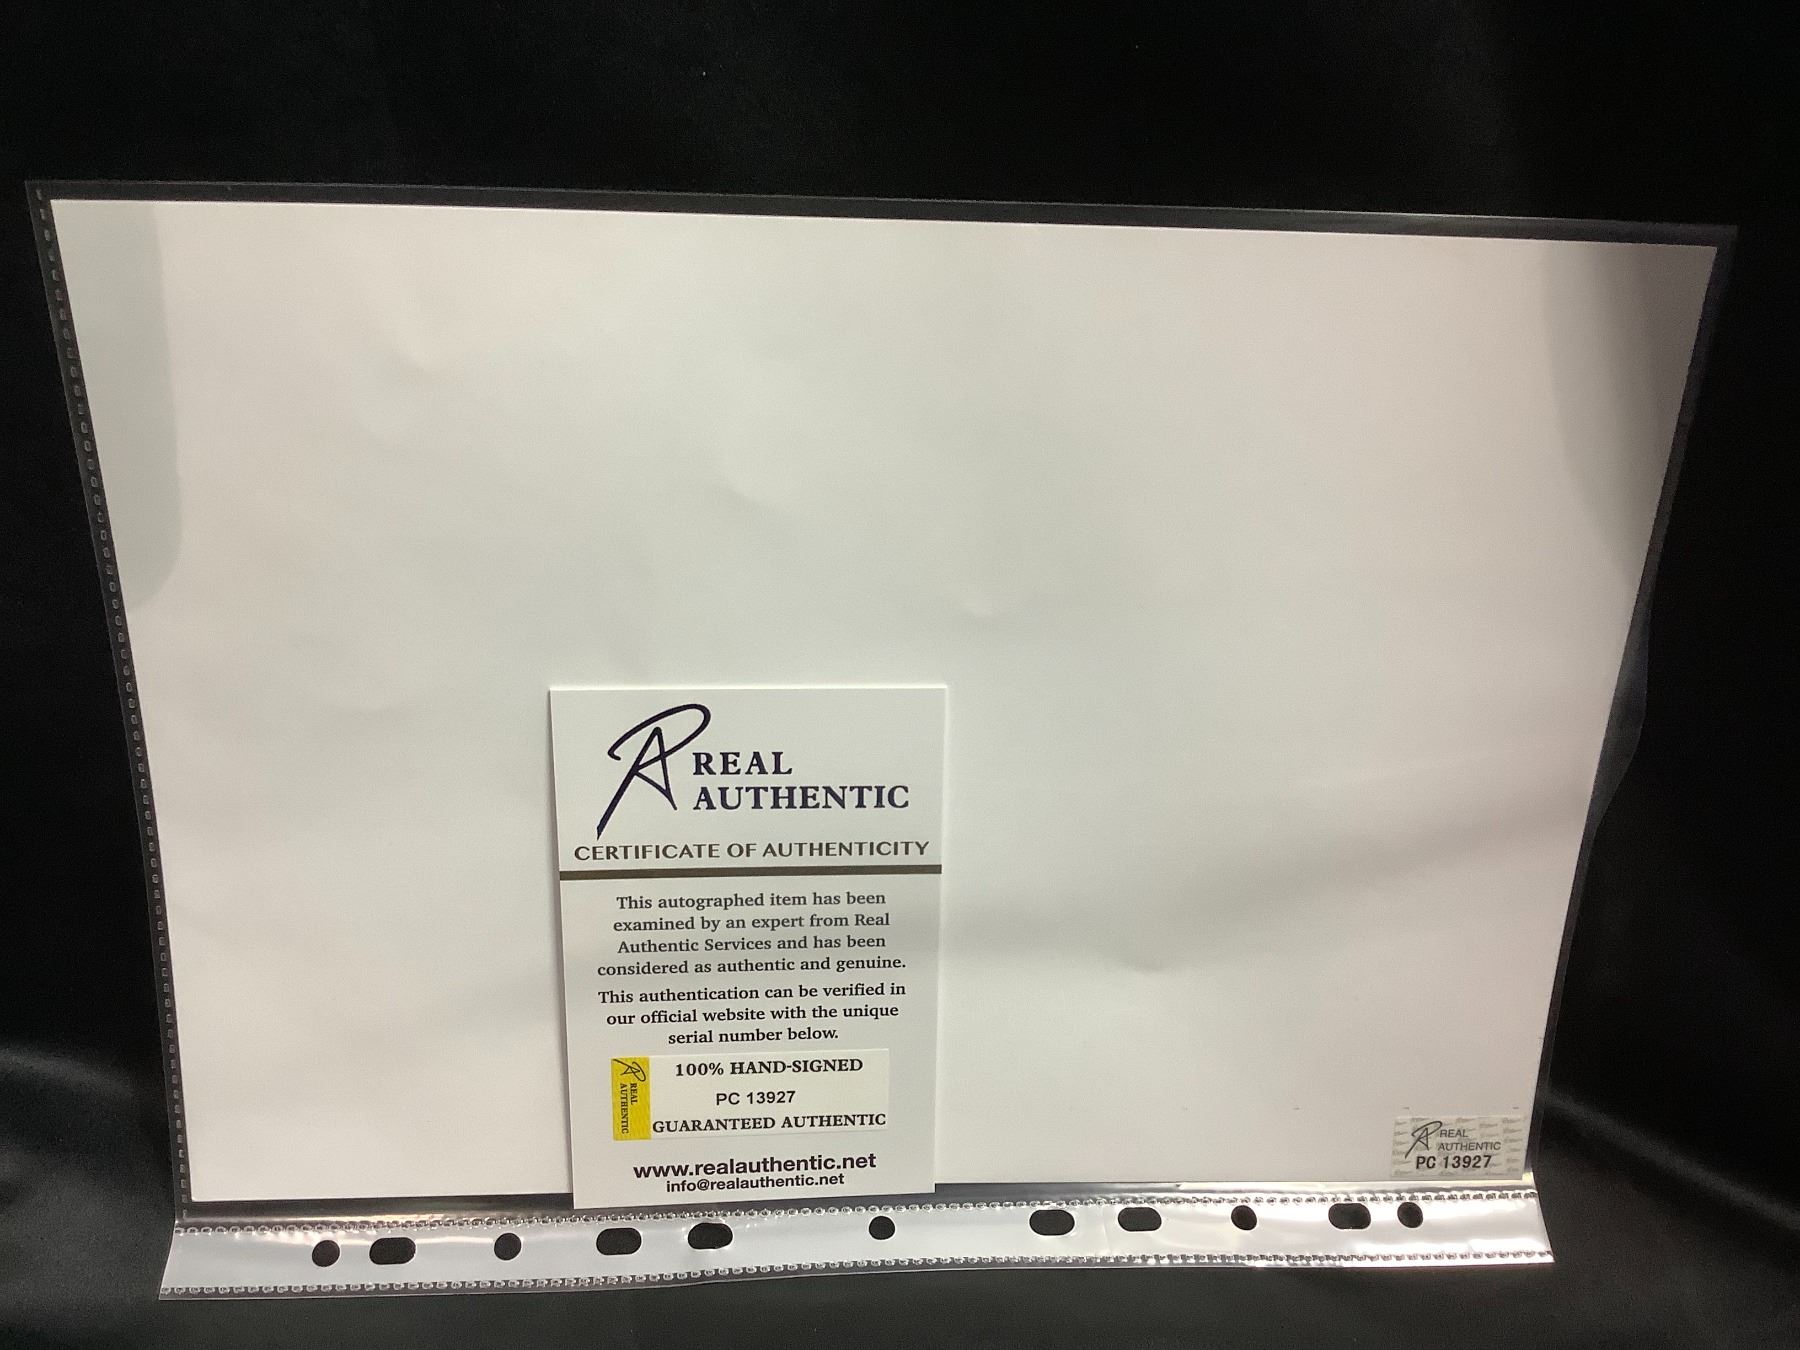 REAL
AUTHENTIC
CERTIFICATE OF AUTHENTICITY
This autographed item has been
examined by an expert from Real
Authentic Services and has been
considered as authentic and genuine.
This authentication can be verified in
our official website with the unique
serial number below.
REAL
AUTHENTIC
100% HAND-SIGNED
PC 13927
GUARANTEED AUTHENTIC
www.realauthentic.net
info@realauthentic.net
REAL
AUTHENTIC
PC 13927